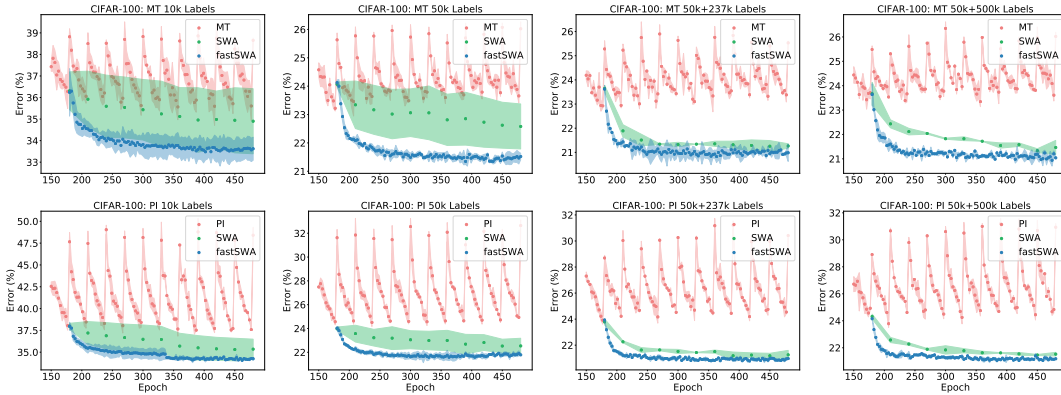 CIFAR-100: MT 10k Labels
MT
SWA
fastSWA
Error (%)
39
38
37
36
35
34
33
150 200 250 300 350 400 450
CIFAR-100: MT 50k Labels
MT
SWA
fastSWA
Error (%)
26
25
24
23
22
21
150 200 250 300 350 400 450
CIFAR-100: MT 50k+237k Labels
MT
SWA
fastSWA
Error (%)
26
25
24
23
22
21
150 200 250 300 350 400 450
CIFAR-100: MT 50k+500k Labels
MT
SWA
fastSWA
Error (%)
26
25
24
23
22
21
150 200 250 300 350 400 450
CIFAR-100: PI 10k Labels
PI
SWA
fastSWA
Error (%)
50.0
47.5
45.0
42.5
40.0
37.5
35.0
150 200 250 300 350 400 450
Epoch
CIFAR-100: PI 50k Labels
PI
SWA
fastSWA
Error (%)
32
30
28
26
24
22
150 200 250 300 350 400 450
Epoch
CIFAR-100: PI 50k+237k Labels
PI
SWA
fastSWA
Error (%)
32
30
28
26
24
22
150 200 250 300 350 400 450
Epoch
CIFAR-100: PI 50k+500k Labels
PI
SWA
fastSWA
Error (%)
32
30
28
26
24
22
150 200 250 300 350 400 450
Epoch